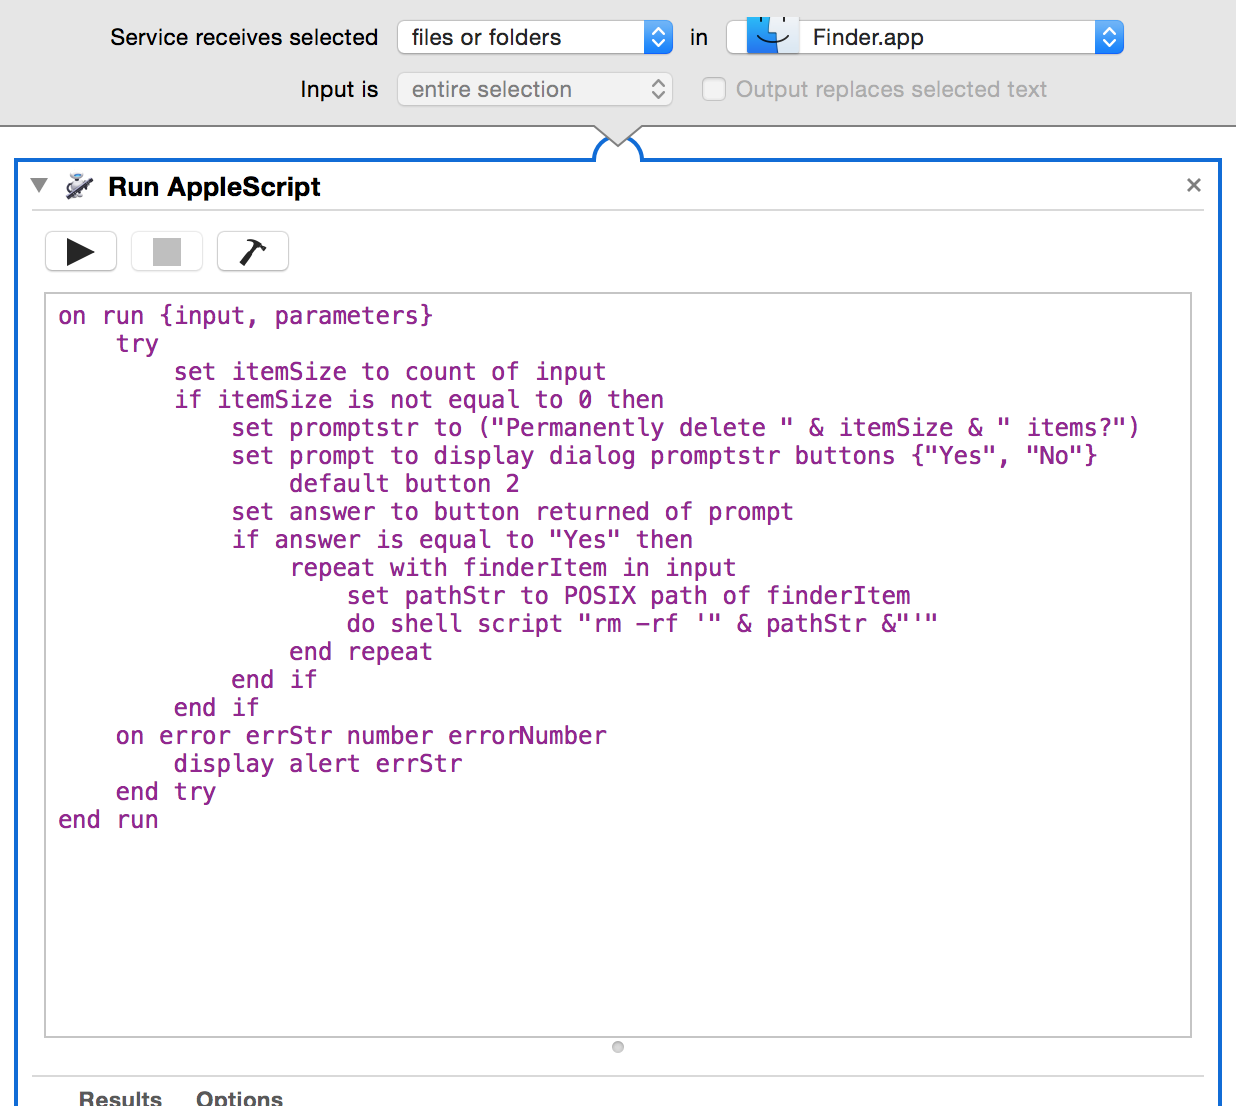 Service receives selected files or folders in Finder.app
Input is entire selection Output replaces selected text
Run AppleScript
on run {input, parameters}
try
set itemSize to count of input
if itemSize is not equal to 0 then
set promptstr to ("Permanently delete " & itemSize & " items?")
set prompt to display dialog promptstr buttons {"Yes", "No"}
default button 2
set answer to button returned of prompt
if answer is equal to "Yes" then
repeat with finderItem in input
set pathStr to POSIX path of finderItem
do shell script "rm -rf '" & pathStr &"'"
end repeat
end if
end if
on error errStr number errorNumber
display alert errStr
end try
end run
Results Options